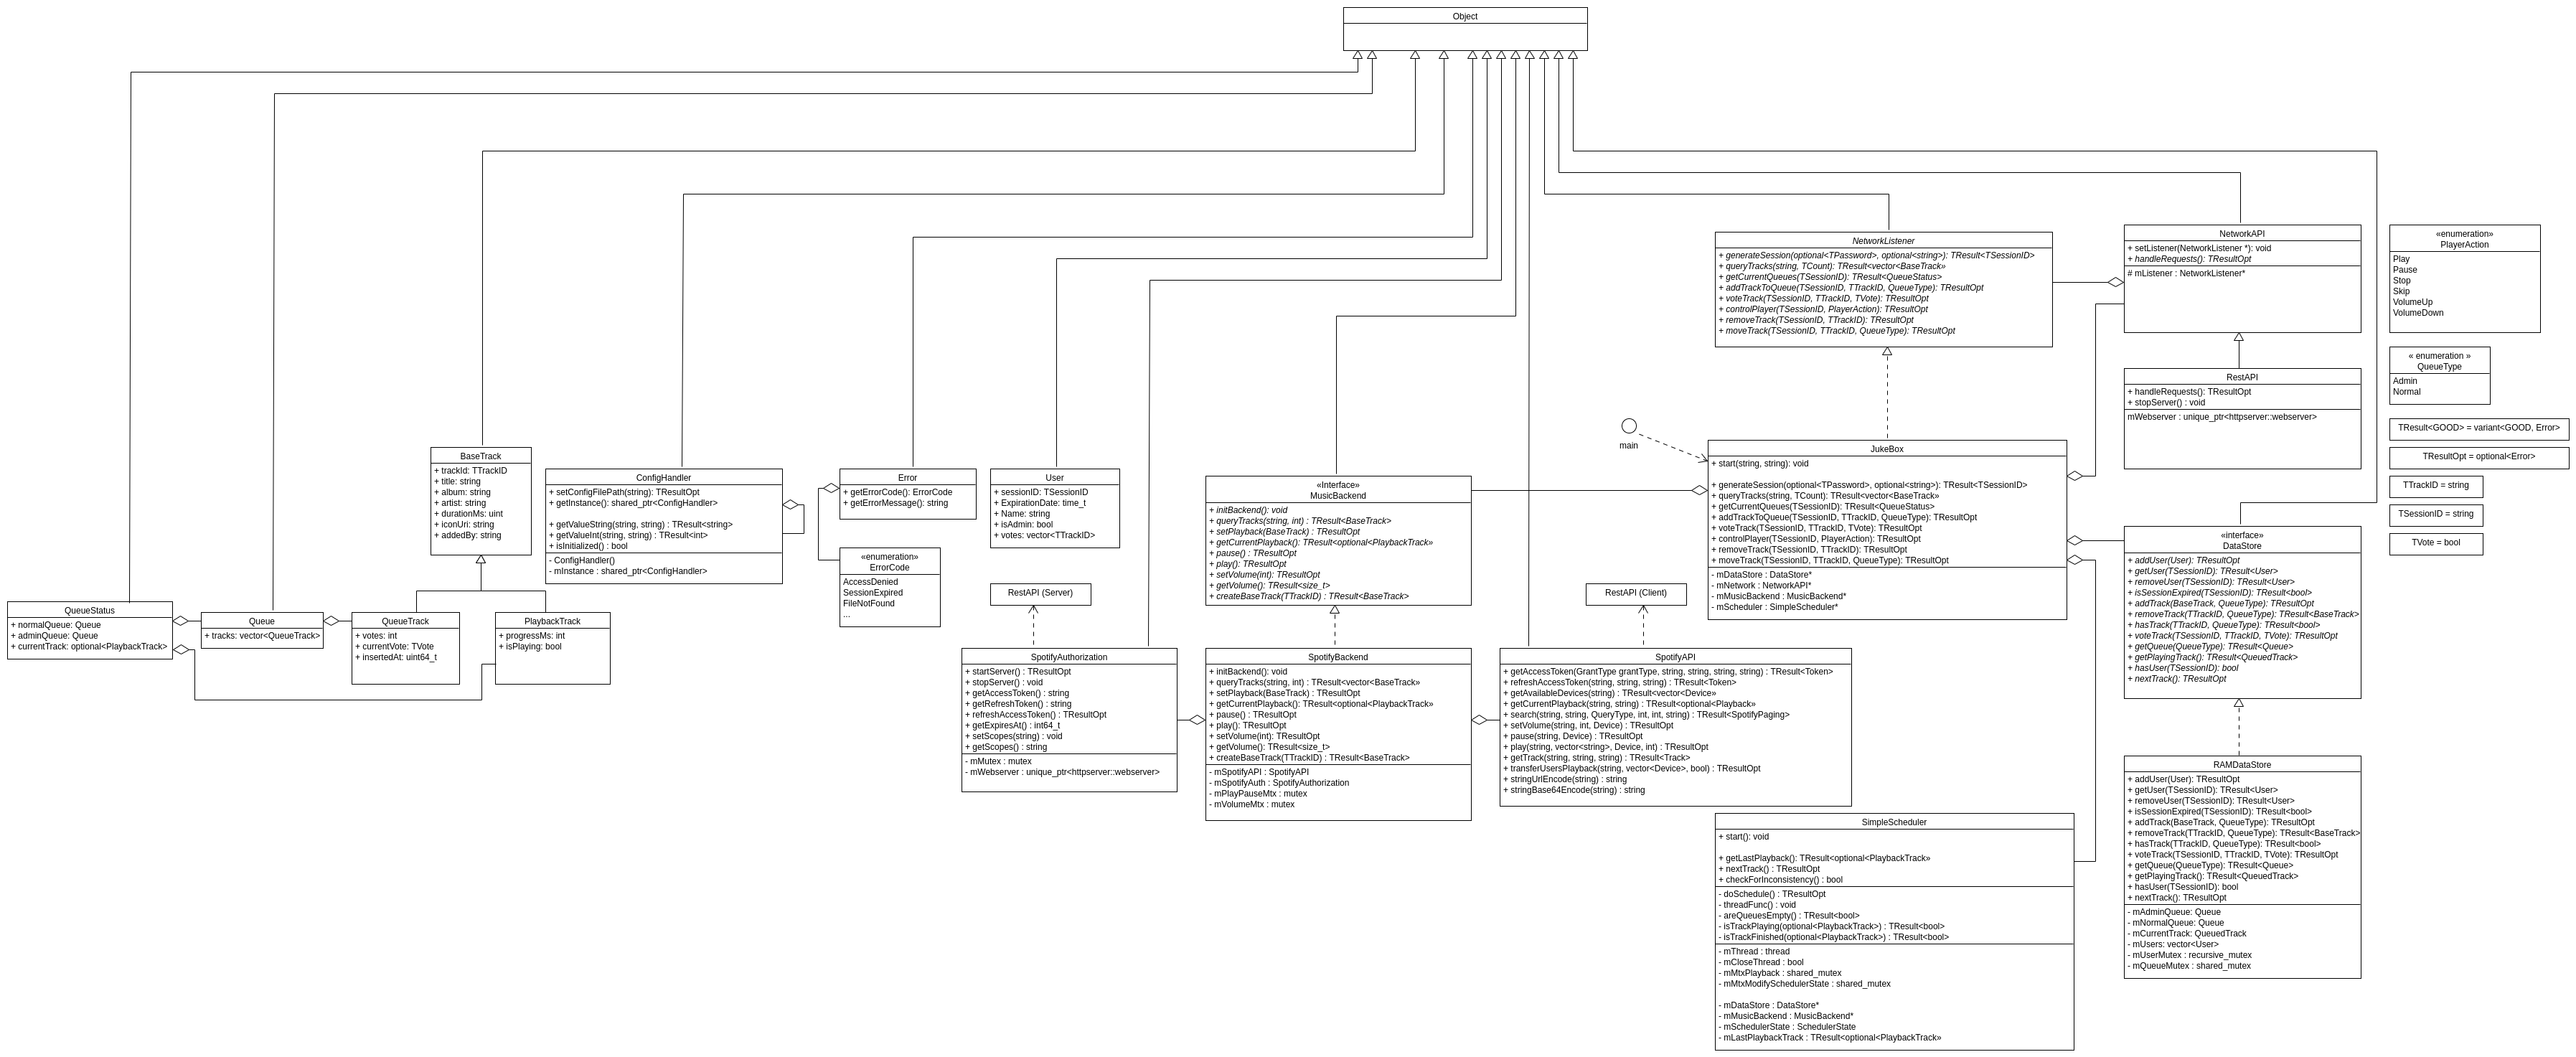 Object
NetworkListener
+ generateSession(optional<TPassword>, optional<string>): TResult<TSessionID>
+ queryTracks(string, TCount): TResult<vector<BaseTrack»
+ getCurrentQueues(TSessionID): TResult<QueueStatus>
+ addTrackToQueue(TSessionID, TTrackID, QueueType): TResultOpt
+ voteTrack(TSessionID, TTrackID, TVote): TResultOpt
+ controlPlayer(TSessionID, PlayerAction): TResultOpt
+ removeTrack(TSessionID, TTrackID): TResultOpt
+ moveTrack(TSessionID, TTrackID, QueueType): TResultOpt
NetworkAPI
+ setListener(NetworkListener *): void
+ handleRequests(): TResultOpt
# mListener : NetworkListener*
«enumeration»
PlayerAction
Play
Pause
Stop
Skip
VolumeUp
VolumeDown
« enumeration »
QueueType
Admin
Normal
RestAPI
+ handleRequests(): TResultOpt
+ stopServer() : void
mWebserver : unique_ptr<httpserver::webserver>
TResult<GOOD> = variant<GOOD, Error>
TResultOpt = optional<Error>
TTrackID = string
TSessionID = string
TVote = bool
main
BaseTrack
+ trackId: TTrackID
+ title: string
+ album: string
+ artist: string
+ durationMs: uint
+ iconUri: string
+ addedBy: string
ConfigHandler
+ setConfigFilePath(string): TResultOpt
+ getInstance(): shared_ptr<ConfigHandler>
+ getValueString(string, string) : TResult<string>
+ getValueInt(string, string) : TResult<int>
+ isInitialized() : bool
- ConfigHandler()
- mInstance : shared_ptr<ConfigHandler>
Error
+ getErrorCode(): ErrorCode
+ getErrorMessage(): string
«enumeration»
ErrorCode
AccessDenied
SessionExpired
FileNotFound
...
User
+ sessionID: TSessionID
+ ExpirationDate: time_t
+ Name: string
+ isAdmin: bool
+ votes: vector<TTrackID>
«Interface»
MusicBackend
+ initBackend(): void
+ queryTracks(string, int) : TResult<BaseTrack>
+ setPlayback(BaseTrack) : TResultOpt
+ getCurrentPlayback(): TResult<optional<PlaybackTrack»
+ pause() : TResultOpt
+ play(): TResultOpt
+ setVolume(int): TResultOpt
+ getVolume(): TResult<size_t>
+ createBaseTrack(TTrackID) : TResult<BaseTrack>
JukeBox
+ start(string, string): void
+ generateSession(optional<TPassword>, optional<string>): TResult<TSessionID>
+ queryTracks(string, TCount): TResult<vector<BaseTrack»
+ getCurrentQueues(TSessionID): TResult<QueueStatus>
+ addTrackToQueue(TSessionID, TTrackID, QueueType): TResultOpt
+ voteTrack(TSessionID, TTrackID, TVote): TResultOpt
+ controlPlayer(TSessionID, PlayerAction): TResultOpt
+ removeTrack(TSessionID, TTrackID): TResultOpt
+ moveTrack(TSessionID, TTrackID, QueueType): TResultOpt
- mDataStore : DataStore*
- mNetwork : NetworkAPI*
- mMusicBackend : MusicBackend*
- mScheduler : SimpleScheduler*
«interface»
DataStore
+ addUser(User): TResultOpt
+ getUser(TSessionID): TResult<User>
+ removeUser(TSessionID): TResult<User>
+ isSessionExpired(TSessionID): TResult<bool>
+ addTrack(BaseTrack, QueueType): TResultOpt
+ removeTrack(TTrackID, QueueType): TResult<BaseTrack>
+ hasTrack(TTrackID, QueueType): TResult<bool>
+ voteTrack(TSessionID, TTrackID, TVote): TResultOpt
+ getQueue(QueueType): TResult<Queue>
+ getPlayingTrack(): TResult<QueuedTrack>
+ hasUser(TSessionID): bool
+ nextTrack(): TResultOpt
RestAPI (Server)
RestAPI (Client)
QueueStatus
+ normalQueue: Queue
+ adminQueue: Queue
+ currentTrack: optional<PlaybackTrack>
Queue
+ tracks: vector<QueueTrack>
QueueTrack
+ votes: int
+ currentVote: TVote
+ insertedAt: uint64_t
PlaybackTrack
+ progressMs: int
+ isPlaying: bool
SpotifyAuthorization
+ startServer() : TResultOpt
+ stopServer() : void
+ getAccessToken() : string
+ getRefreshToken() : string
+ refreshAccessToken() : TResultOpt
+ getExpiresAt() : int64_t
+ setScopes(string) : void
+ getScopes() : string
- mMutex : mutex
- mWebserver : unique_ptr<httpserver::webserver>
SpotifyBackend
+ initBackend(): void
+ queryTracks(string, int) : TResult<vector<BaseTrack»
+ setPlayback(BaseTrack) : TResultOpt
+ getCurrentPlayback(): TResult<optional<PlaybackTrack»
+ pause() : TResultOpt
+ play(): TResultOpt
+ setVolume(int): TResultOpt
+ getVolume(): TResult<size_t>
+ createBaseTrack(TTrackID) : TResult<BaseTrack>
- mSpotifyAPI : SpotifyAPI
- mSpotifyAuth : SpotifyAuthorization
- mPlayPauseMtx : mutex
- mVolumeMtx : mutex
SpotifyAPI
+ getAccessToken(GrantType grantType, string, string, string, string) : TResult<Token>
+ refreshAccessToken(string, string, string) : TResult<Token>
+ getAvailableDevices(string) : TResult<vector<Device»
+ getCurrentPlayback(string, string) : TResult<optional<Playback»
+ search(string, string, QueryType, int, int, string) : TResult<SpotifyPaging>
+ setVolume(string, int, Device) : TResultOpt
+ pause(string, Device) : TResultOpt
+ play(string, vector<string>, Device, int) : TResultOpt
+ getTrack(string, string, string) : TResult<Track>
+ transferUsersPlayback(string, vector<Device>, bool) : TResultOpt
+ stringUrlEncode(string) : string
+ stringBase64Encode(string) : string
RAMDataStore
+ addUser(User): TResultOpt
+ getUser(TSessionID): TResult<User>
+ removeUser(TSessionID): TResult<User>
+ isSessionExpired(TSessionID): TResult<bool>
+ addTrack(BaseTrack, QueueType): TResultOpt
+ removeTrack(TTrackID, QueueType): TResult<BaseTrack>
+ hasTrack(TTrackID, QueueType): TResult<bool>
+ voteTrack(TSessionID, TTrackID, TVote): TResultOpt
+ getQueue(QueueType): TResult<Queue>
+ getPlayingTrack(): TResult<QueuedTrack>
+ hasUser(TSessionID): bool
+ nextTrack(): TResultOpt
- mAdminQueue: Queue
- mNormalQueue: Queue
- mCurrentTrack: QueuedTrack
- mUsers: vector<User>
- mUserMutex : recursive_mutex
- mQueueMutex : shared_mutex
SimpleScheduler
+ start(): void
+ getLastPlayback(): TResult<optional<PlaybackTrack»
+ nextTrack() : TResultOpt
+ checkForInconsistency() : bool
- doSchedule() : TResultOpt
- threadFunc() : void
- areQueuesEmpty() : TResult<bool>
- isTrackPlaying(optional<PlaybackTrack>) : TResult<bool>
- isTrackFinished(optional<PlaybackTrack>) : TResult<bool>
- mThread : thread
- mCloseThread : bool
- mMtxPlayback : shared_mutex
- mMtxModifySchedulerState : shared_mutex
- mDataStore : DataStore*
- mMusicBackend : MusicBackend*
- mSchedulerState : SchedulerState
- mLastPlaybackTrack : TResult<optional<PlaybackTrack»